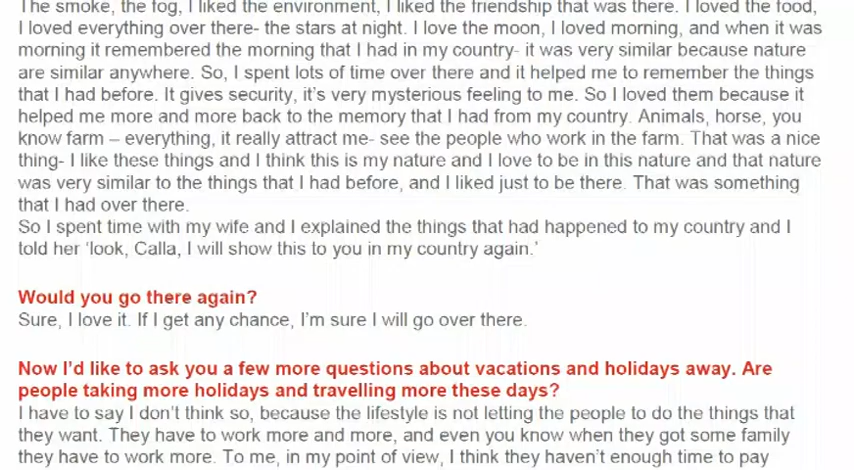 The smoke, the fog, I liked the environment, I liked the friendship that was there. I loved the food,
I loved everything over there- the stars at night. I love the moon, I loved morning, and when it was
morning it remembered the morning that I had in my country- it was very similar because nature
are similar anywhere. So, I spent lots of time over there and it helped me to remember the things
that I had before. It gives security, it's very mysterious feeling to me. So I loved them because it
helped me more and more back to the memory that I had from my country. Animals, horse, you
know farm – everything, it really attract me- see the people who work in the farm. That was a nice
thing- I like these things and I think this is my nature and I love to be in this nature and that nature
was very similar to the things that I had before, and I liked just to be there. That was something
that I had over there.
So I spent time with my wife and I explained the things that had happened to my country and I
told her 'look, Calla, I will show this to you in my country again.'
Would you go there again?
Sure, I love it. If I get any chance, I'm sure I will go over there.
Now I'd like to ask you a few more questions about vacations and holidays away. Are
people taking more holidays and travelling more these days?
I have to say I don't think so, because the lifestyle is not letting the people to do the things that
they want. They have to work more and more, and even you know when they got some family
they have to work more. To me, in my point of view, I think they haven't enough time to pay